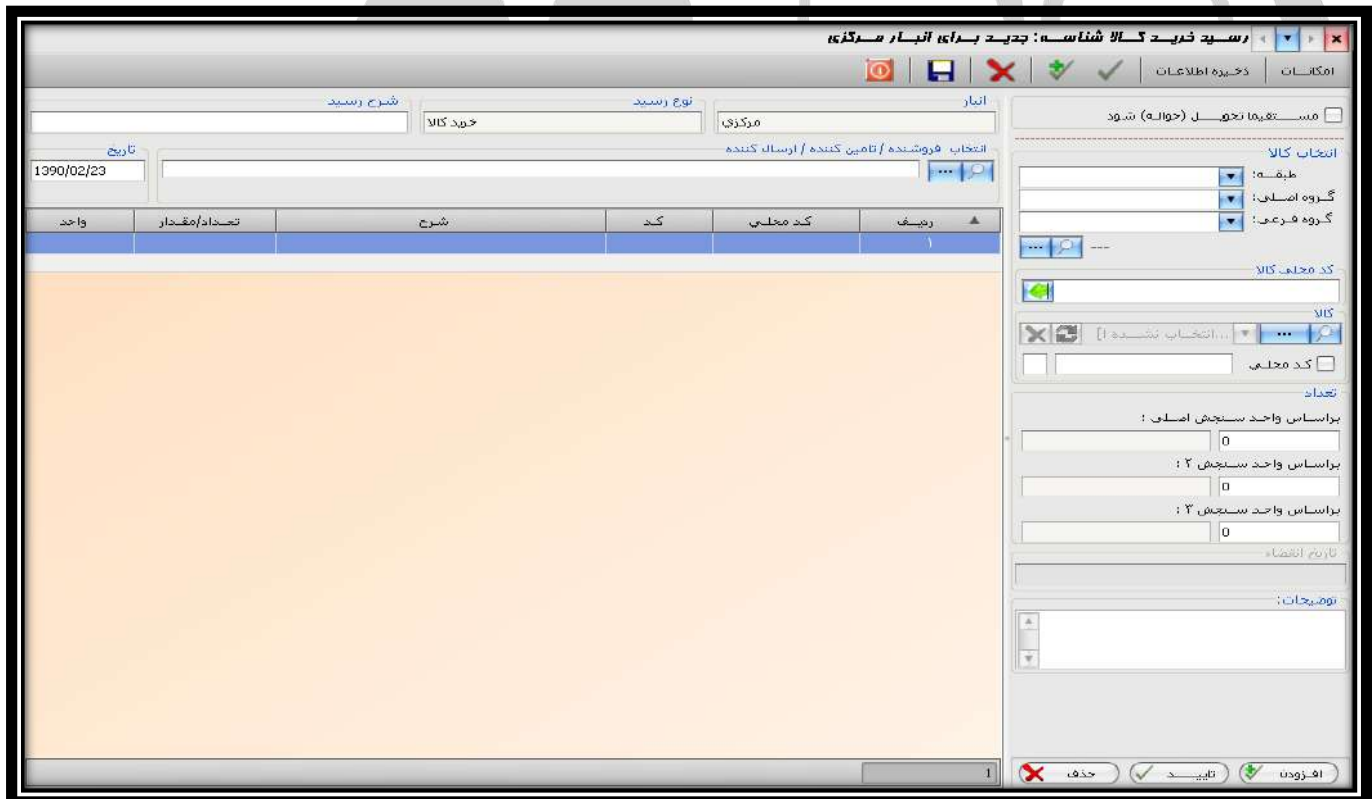 رسید خرید کالا شناسه: جدید برای انبار مرکزی
امکانات
ذخیره اطلاعات
مستقیما تحویل (حواله) شود
انبار
نوع رسید
شرح رسید
مرکزی
خرید کالا
انتخاب فروشنده / تامین کننده / ارسال کننده
تاریخ
1390/02/23
ردیف
کد محلی
کد
شرح
تعداد/مقدار
واحد
۱
انتخاب کالا
طبقه:
گروه اصلی:
گروه فرعی:
---
...
کد محلی کالا
کالا
...
[انتخاب نشده ...
کد محلی
تعداد
براساس واحد سنجش اصلی :
0
براساس واحد سنجش ۲ :
0
براساس واحد سنجش ۳ :
0
تاریخ انقضاء
توضیحات:
1
افزودن
تایید
حذف